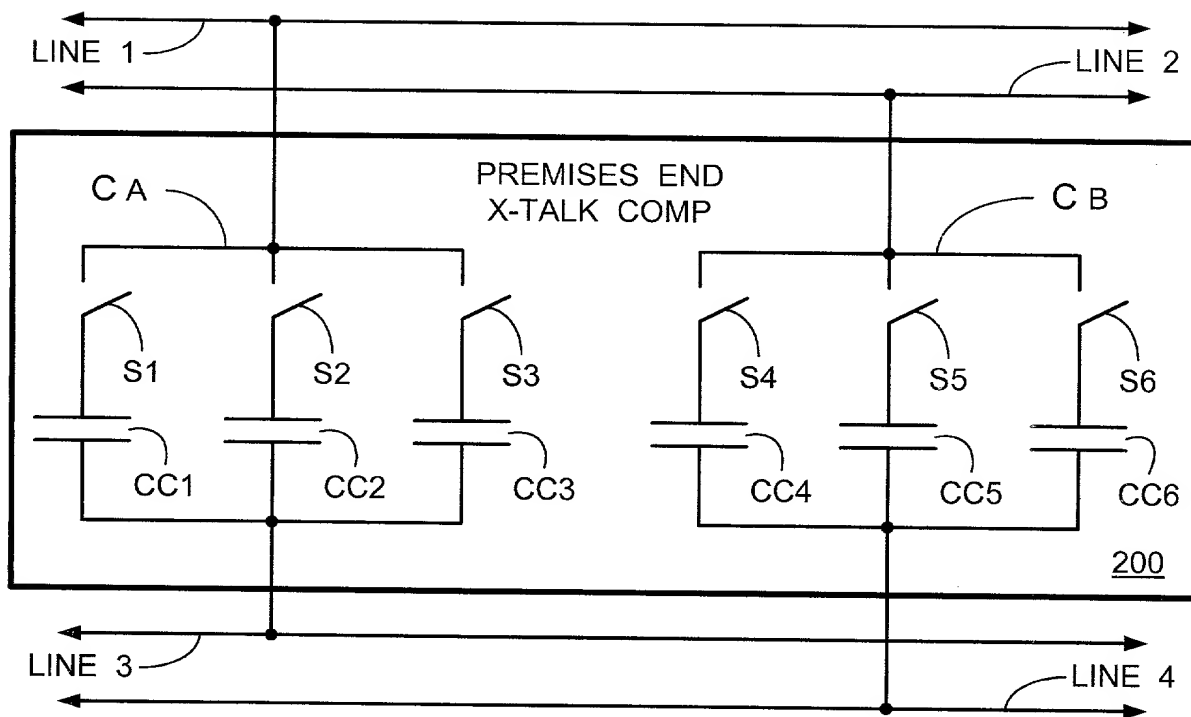 LINE 1
LINE 2
PREMISES END
X-TALK COMP
C A
C B
S1
S2
S3
S4
S5
S6
CC1
CC2
CC3
CC4
CC5
CC6
200
LINE 3
LINE 4